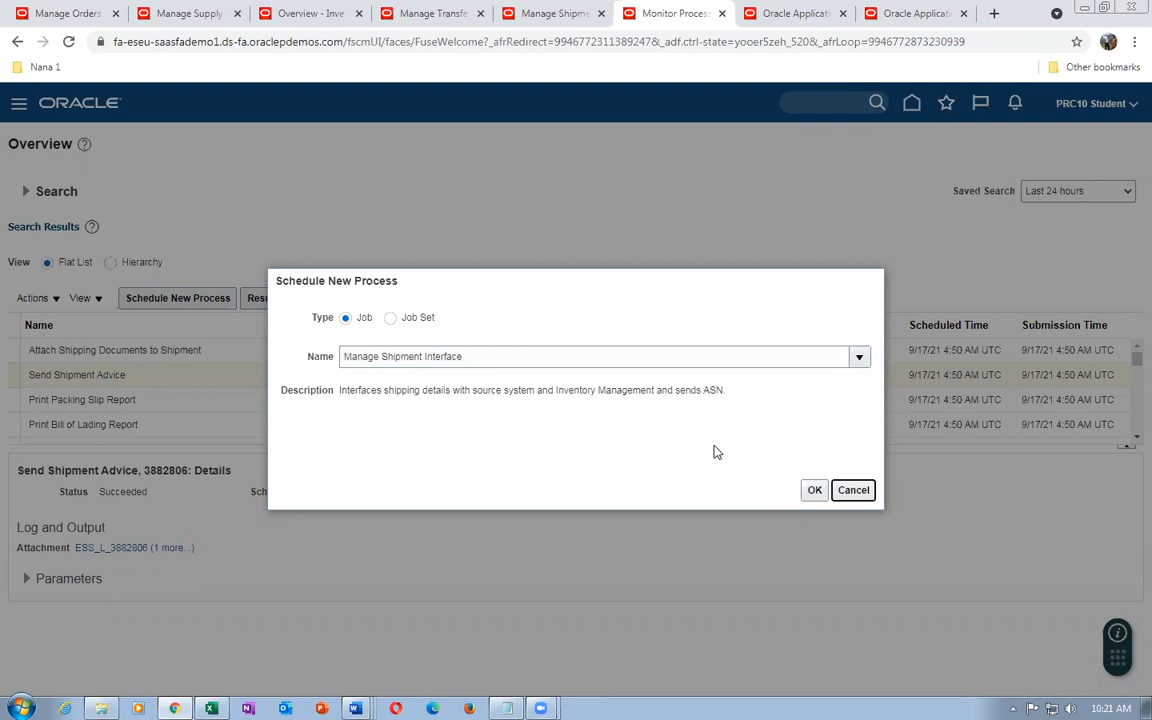 Manage Orders
Manage Supply
Overview - Inve
Manage Transfe
Manage Shipme
Monitor Proces
Oracle Applicati
Oracle Applicati
fa-eseu-saasfademo1.ds-fa.oraclepdemos.com/fscmUI/faces/FuseWelcome?_afrRedirect=9946772311389247&_adf.ctrl-state=yooer5zeh_520&_afrLoop=9946772873230939
Nana 1
Other bookmarks
ORACLE
PRC10 Student
Overview
Search
Saved Search
Last 24 hours
Search Results
View
Flat List
Hierarchy
Actions
View
Schedule New Process
Resu
Name
Scheduled Time
Submission Time
Attach Shipping Documents to Shipment
9/17/21 4:50 AM UTC
9/17/21 4:50 AM UTC
Send Shipment Advice
9/17/21 4:50 AM UTC
9/17/21 4:50 AM UTC
Print Packing Slip Report
9/17/21 4:50 AM UTC
9/17/21 4:50 AM UTC
Print Bill of Lading Report
9/17/21 4:50 AM UTC
9/17/21 4:50 AM UTC
Schedule New Process
Type
Job
Job Set
Name
Manage Shipment Interface
Description
Interfaces shipping details with source system and Inventory Management and sends ASN.
OK
Cancel
Send Shipment Advice, 3882806: Details
Status
Succeeded
Sch
Log and Output
Attachment
ESS_L_3882806 (1 more...)
Parameters
10:21 AM